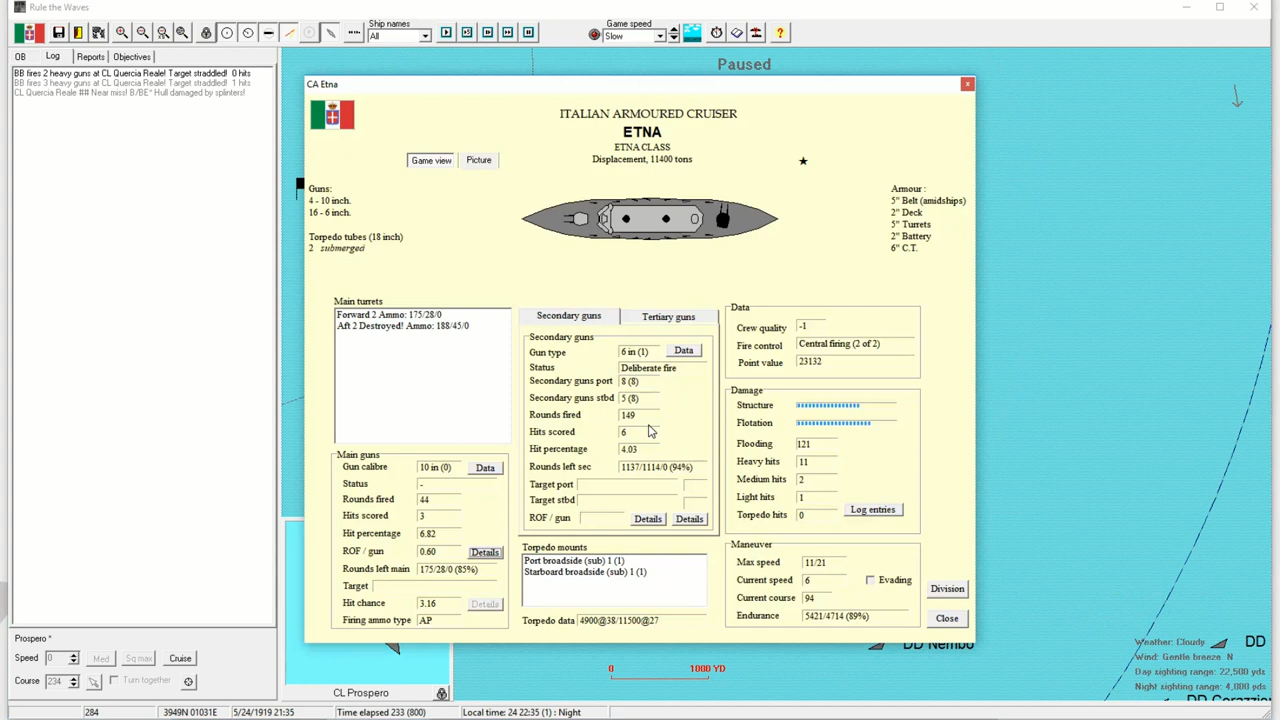 Rule the Waves
Ship names
All
Game speed
Slow
OB Log Reports Objectives
BB fires 2 heavy guns at CL Quercia Reale! Target straddled! 0 hits
BB fires 3 heavy guns at CL Quercia Reale! Target straddled! 1 hits
CL Quercia Reale ## Near miss! B/BE* Hull damaged by splinters!
Paused
CA Etna
ITALIAN ARMOURED CRUISER
ETNA
ETNA CLASS
Displacement, 11400 tons
Game view Picture
Guns:
4 - 10 inch.
16 - 6 inch.
Torpedo tubes (18 inch)
2 submerged
Armour :
5" Belt (amidships)
2" Deck
5" Turrets
2" Battery
6" C.T.
Main turrets
Forward 2 Ammo: 175/28/0
Aft 2 Destroyed! Ammo: 188/45/0
Main guns
Gun calibre 10 in (0) Data
Status -
Rounds fired 44
Hits scored 3
Hit percentage 6.82
ROF / gun 0.60 Details
Rounds left main 175/28/0 (85%)
Target
Hit chance 3.16 Details
Firing ammo type AP
Secondary guns Tertiary guns
Secondary guns
Gun type 6 in (1) Data
Status Deliberate fire
Secondary guns port 8 (8)
Secondary guns stbd 5 (8)
Rounds fired 149
Hits scored 6
Hit percentage 4.03
Rounds left sec 1137/1114/0 (94%)
Target port
Target stbd
ROF / gun Details Details
Torpedo mounts
Port broadside (sub) 1 (1)
Starboard broadside (sub) 1 (1)
Torpedo data 4900@38/11500@27
Data
Crew quality -1
Fire control Central firing (2 of 2)
Point value 23132
Damage
Structure
Flotation
Flooding 121
Heavy hits 11
Medium hits 2
Light hits 1
Torpedo hits 0 Log entries
Maneuver
Max speed 11/21
Current speed 6 Evading
Current course 94
Endurance 5421/4714 (89%)
Division
Close
Prospero *
Speed 0 Med Sq max Cruise
Course 234 Turn together
CL Prospero
0 1000 YD
DD Nembo
DD
Weather: Cloudy
Wind: Gentle breeze N
Day sighting range: 22,500 yds
Night sighting range: 4,000 yds
284 3949N 01031E 5/24/1919 21:35 Time elapsed 233 (800) Local time: 24 22:35 (1) : Night